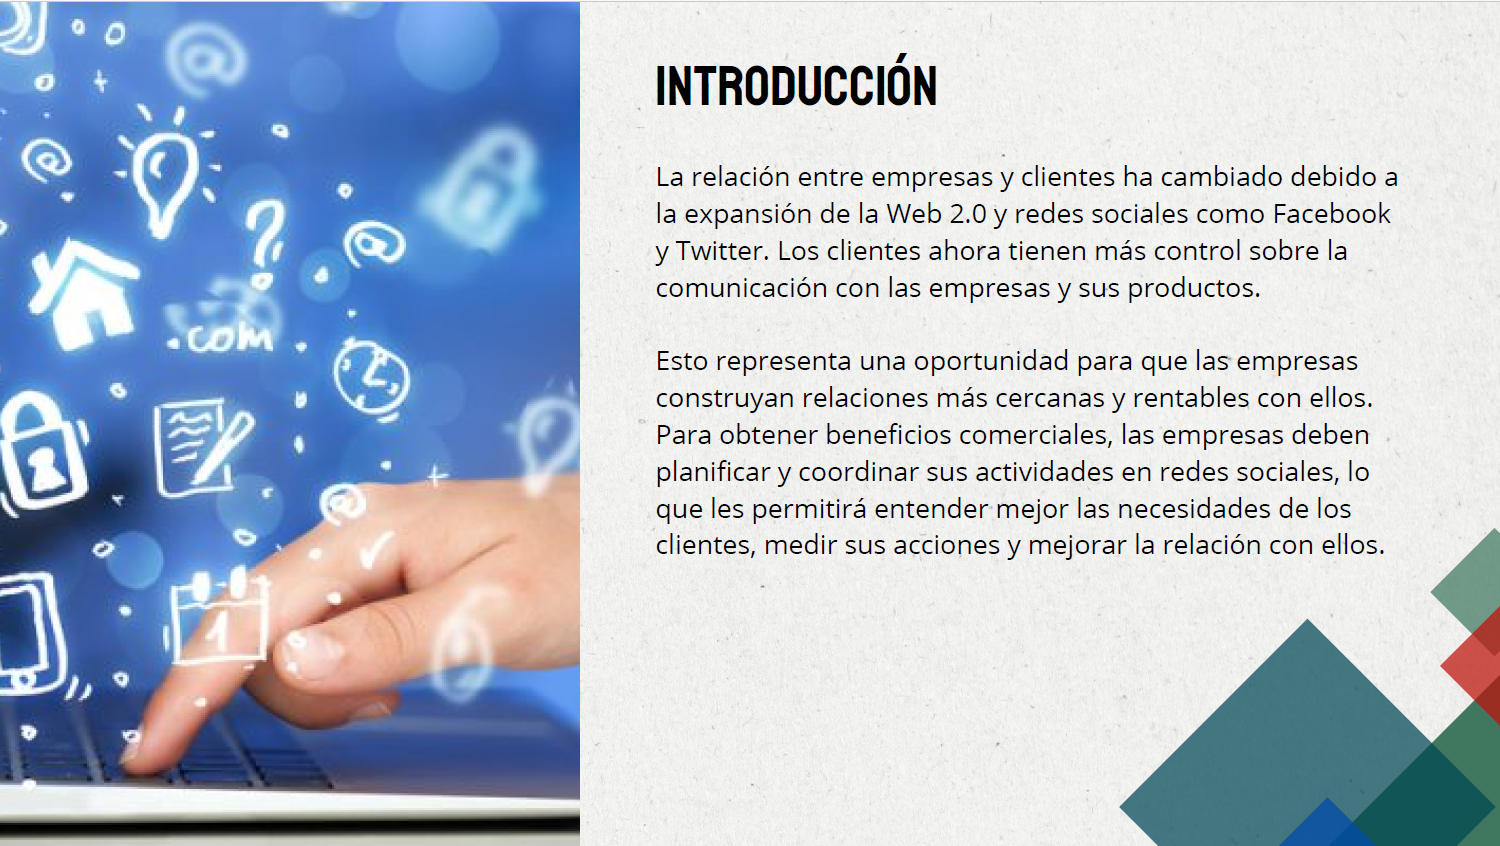 INTRODUCCIÓN
La relación entre empresas y clientes ha cambiado debido a
la expansión de la Web 2.0 y redes sociales como Facebook
y Twitter. Los clientes ahora tienen más control sobre la
comunicación con las empresas y sus productos.
Esto representa una oportunidad para que las empresas
construyan relaciones más cercanas y rentables con ellos.
Para obtener beneficios comerciales, las empresas deben
planificar y coordinar sus actividades en redes sociales, lo
que les permitirá entender mejor las necesidades de los
clientes, medir sus acciones y mejorar la relación con ellos.
@
@
?
@
.com
@
1